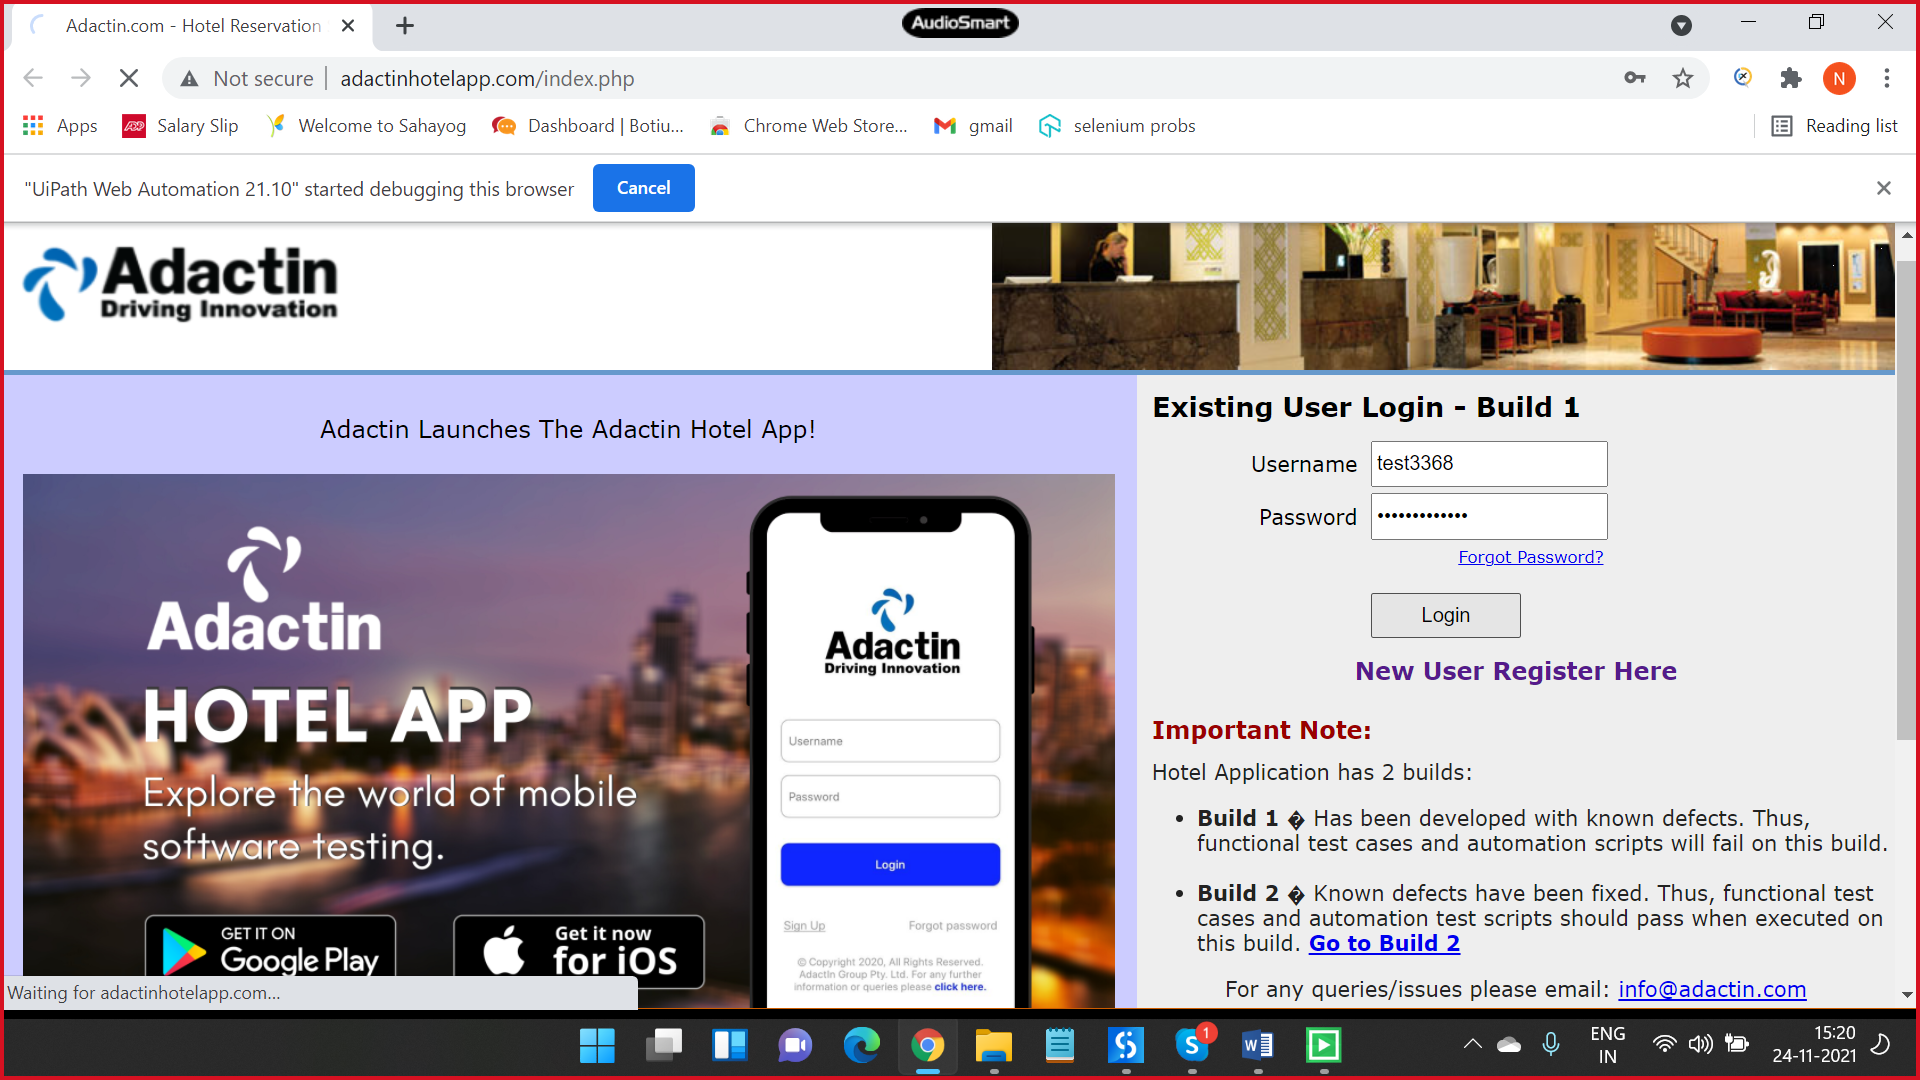 Adactin.com - Hotel Reservation
AudioSmart
Not secure | adactinhotelapp.com/index.php
N
Apps
ADP
Salary Slip
Welcome to Sahayog
Dashboard | Botiu...
Chrome Web Store...
gmail
selenium probs
Reading list
"UiPath Web Automation 21.10" started debugging this browser
Cancel
Adactin
Driving Innovation
Adactin Launches The Adactin Hotel App!
Adactin
HOTEL APP
Explore the world of mobile
software testing.
GET IT ON
Google Play
Get it now
for iOS
Adactin
Driving Innovation
Username
Password
Login
Sign Up
Forgot password
© Copyright 2020, All Rights Reserved.
AdactIn Group Pty. Ltd. For any further
information or queries please click here.
Existing User Login - Build 1
Username
test3368
Password
•••••••••••••
Forgot Password?
Login
New User Register Here
Important Note:
Hotel Application has 2 builds:
• Build 1 � Has been developed with known defects. Thus,
functional test cases and automation scripts will fail on this build.
• Build 2 � Known defects have been fixed. Thus, functional test
cases and automation test scripts should pass when executed on
this build. Go to Build 2
For any queries/issues please email: info@adactin.com
Waiting for adactinhotelapp.com...
S
1
W
ENG
IN
15:20
24-11-2021